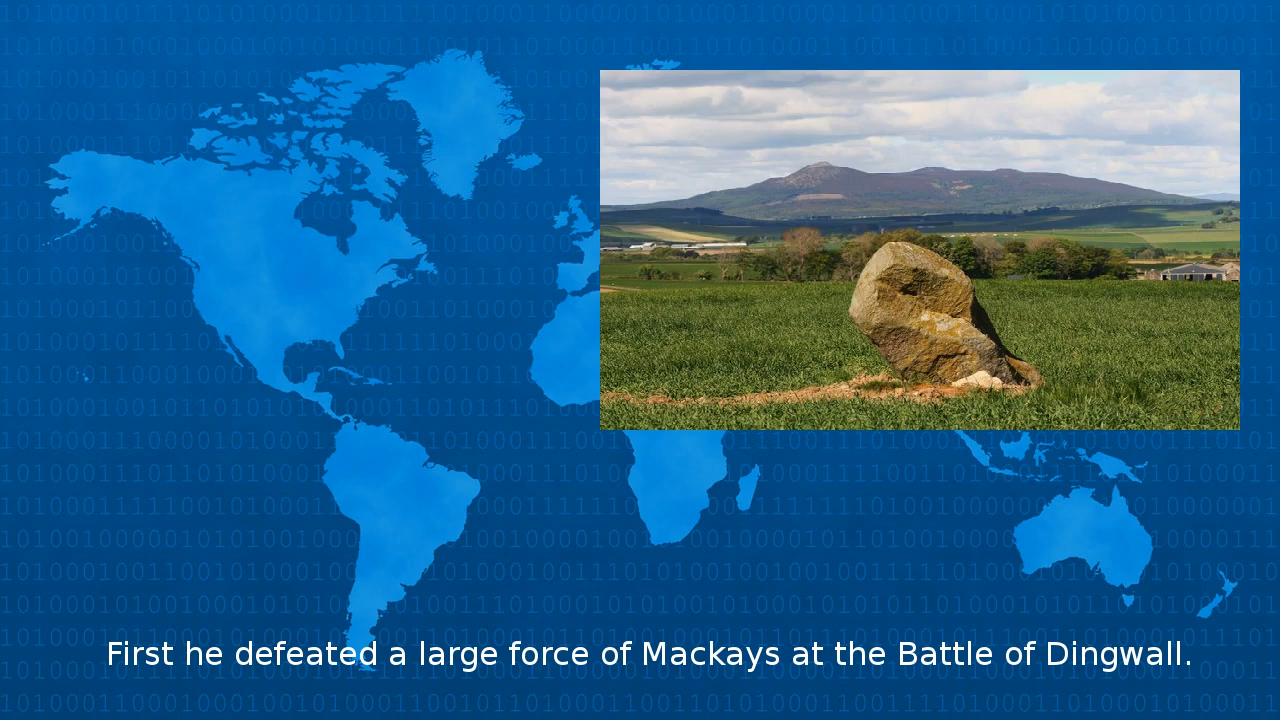 First he defeated a large force of Mackays at the Battle of Dingwall.